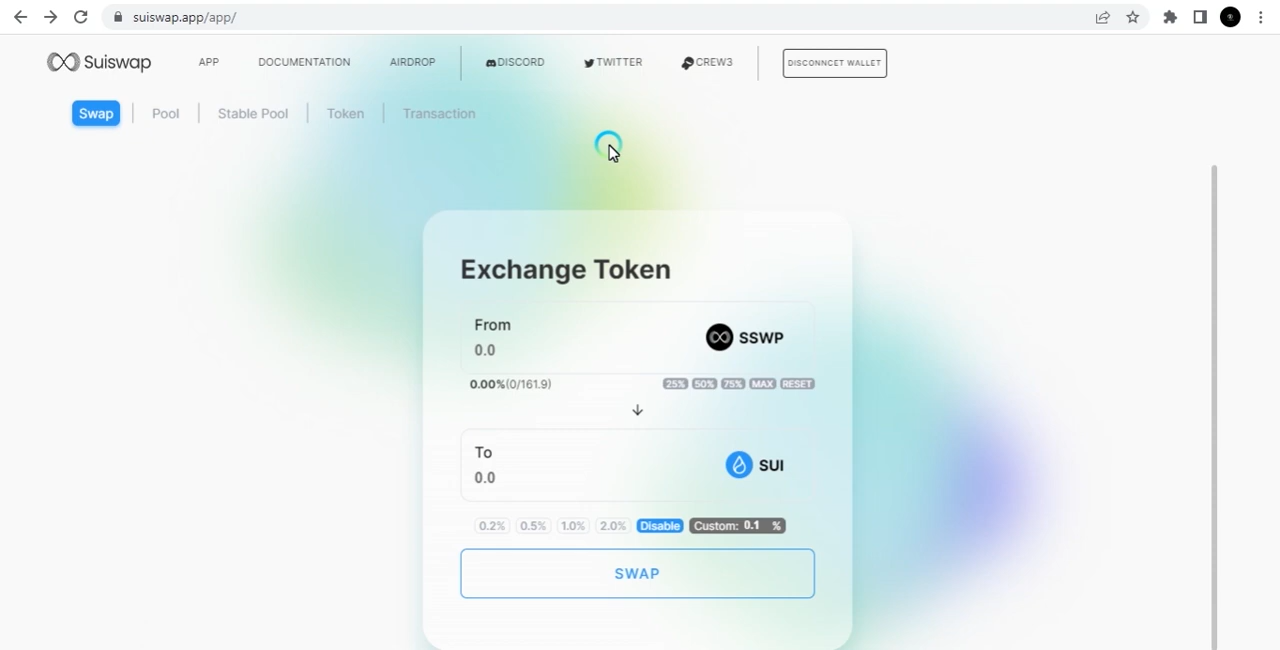 suiswap.app/app/
Suiswap APP DOCUMENTATION AIRDROP DISCORD TWITTER CREW3 DISCONNCET WALLET
Swap Pool Stable Pool Token Transaction
Exchange Token
From
0.0
SSWP
0.00%(0/161.9) 25% 50% 75% MAX RESET
To
0.0
SUI
0.2% 0.5% 1.0% 2.0% Disable Custom: 0.1 %
SWAP